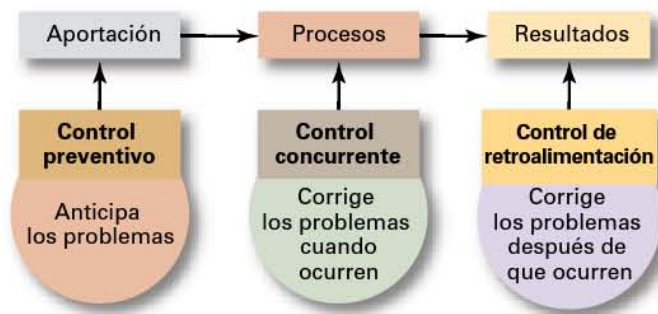 Aportación
Procesos
Resultados
Control
preventivo
Anticipa
los problemas
Control
concurrente
Corrige
los problemas
cuando
ocurren
Control de
retroalimentación
Corrige
los problemas
después de
que ocurren